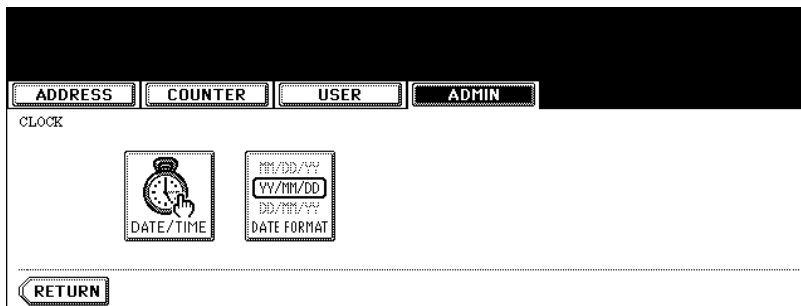 ADDRESS COUNTER USER ADMIN
CLOCK
MM/DD/YY
YY/MM/DD
DD/MM/YY
DATE/TIME DATE FORMAT
RETURN